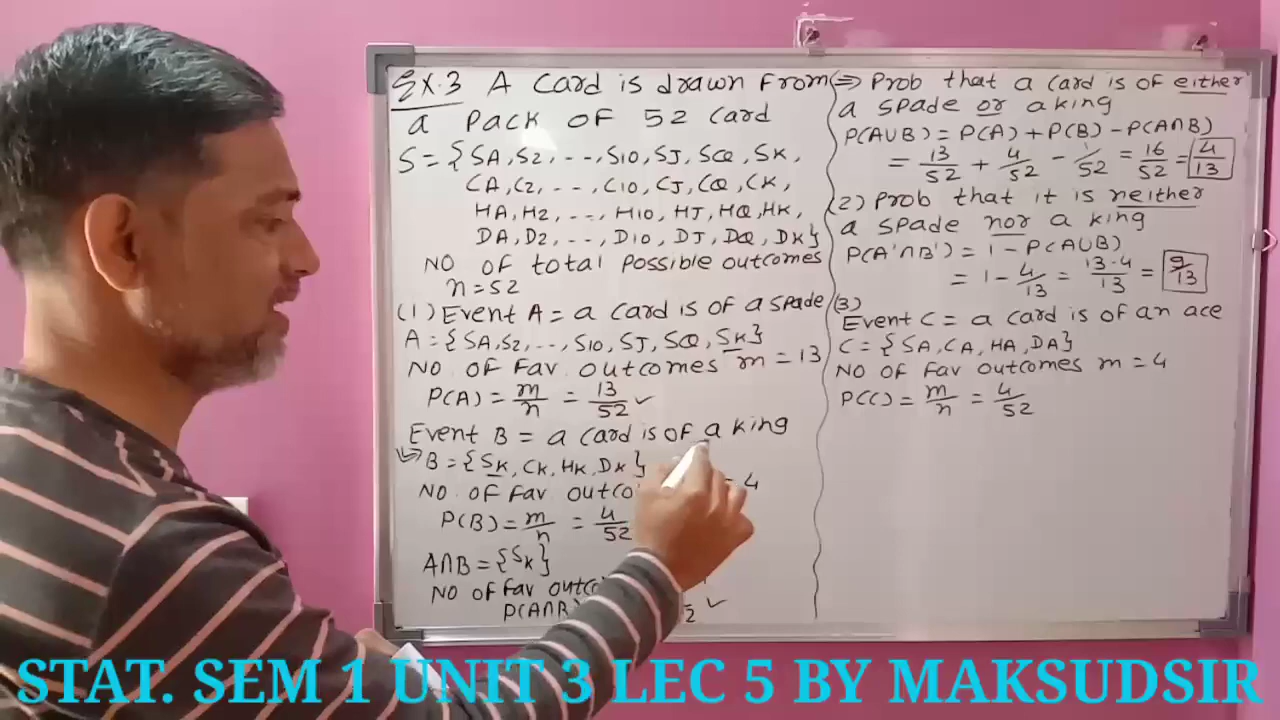 EX.3 A Card is drawn From
a Pack OF 52 Card
S = {SA, S2, ..., S10, SJ, SQ, SK,
CA, C2, ..., C10, CJ, CQ, CK,
HA, H2, ..., H10, HJ, HQ, HK,
DA, D2, ..., D10, DJ, DQ, DK}
NO OF total Possible outcomes
n = 52
(1) Event A = a card is of a spade
A = {SA, S2, ..., S10, SJ, SQ, SK}
NO. OF Fav. outcomes m = 13
P(A) = m/n = 13/52 ✓
Event B = a card is OF a king
↳ B = {SK, CK, HK, DK}
NO. OF Fav. = 4
P(B) = m/n = 4/52
A∩B = {SK}
NO OF Fav
P(A∩B) ✓
⇒ Prob that a card is of either
a spade or a king
P(A∪B) = P(A) + P(B) - P(A∩B)
= 13/52 + 4/52 - 1/52 = 16/52 = 4/13
(2) Prob that it is neither
a spade nor a king
P(A'∩B') = 1 - P(A∪B)
= 1 - 4/13 = 13-4/13 = 9/13
(3)
Event C = a card is of an ace
C = {SA, CA, HA, DA}
NO OF Fav outcomes m = 4
P(C) = m/n = 4/52
STAT. SEM 1 UNIT 3 LEC 5 BY MAKSUDSIR